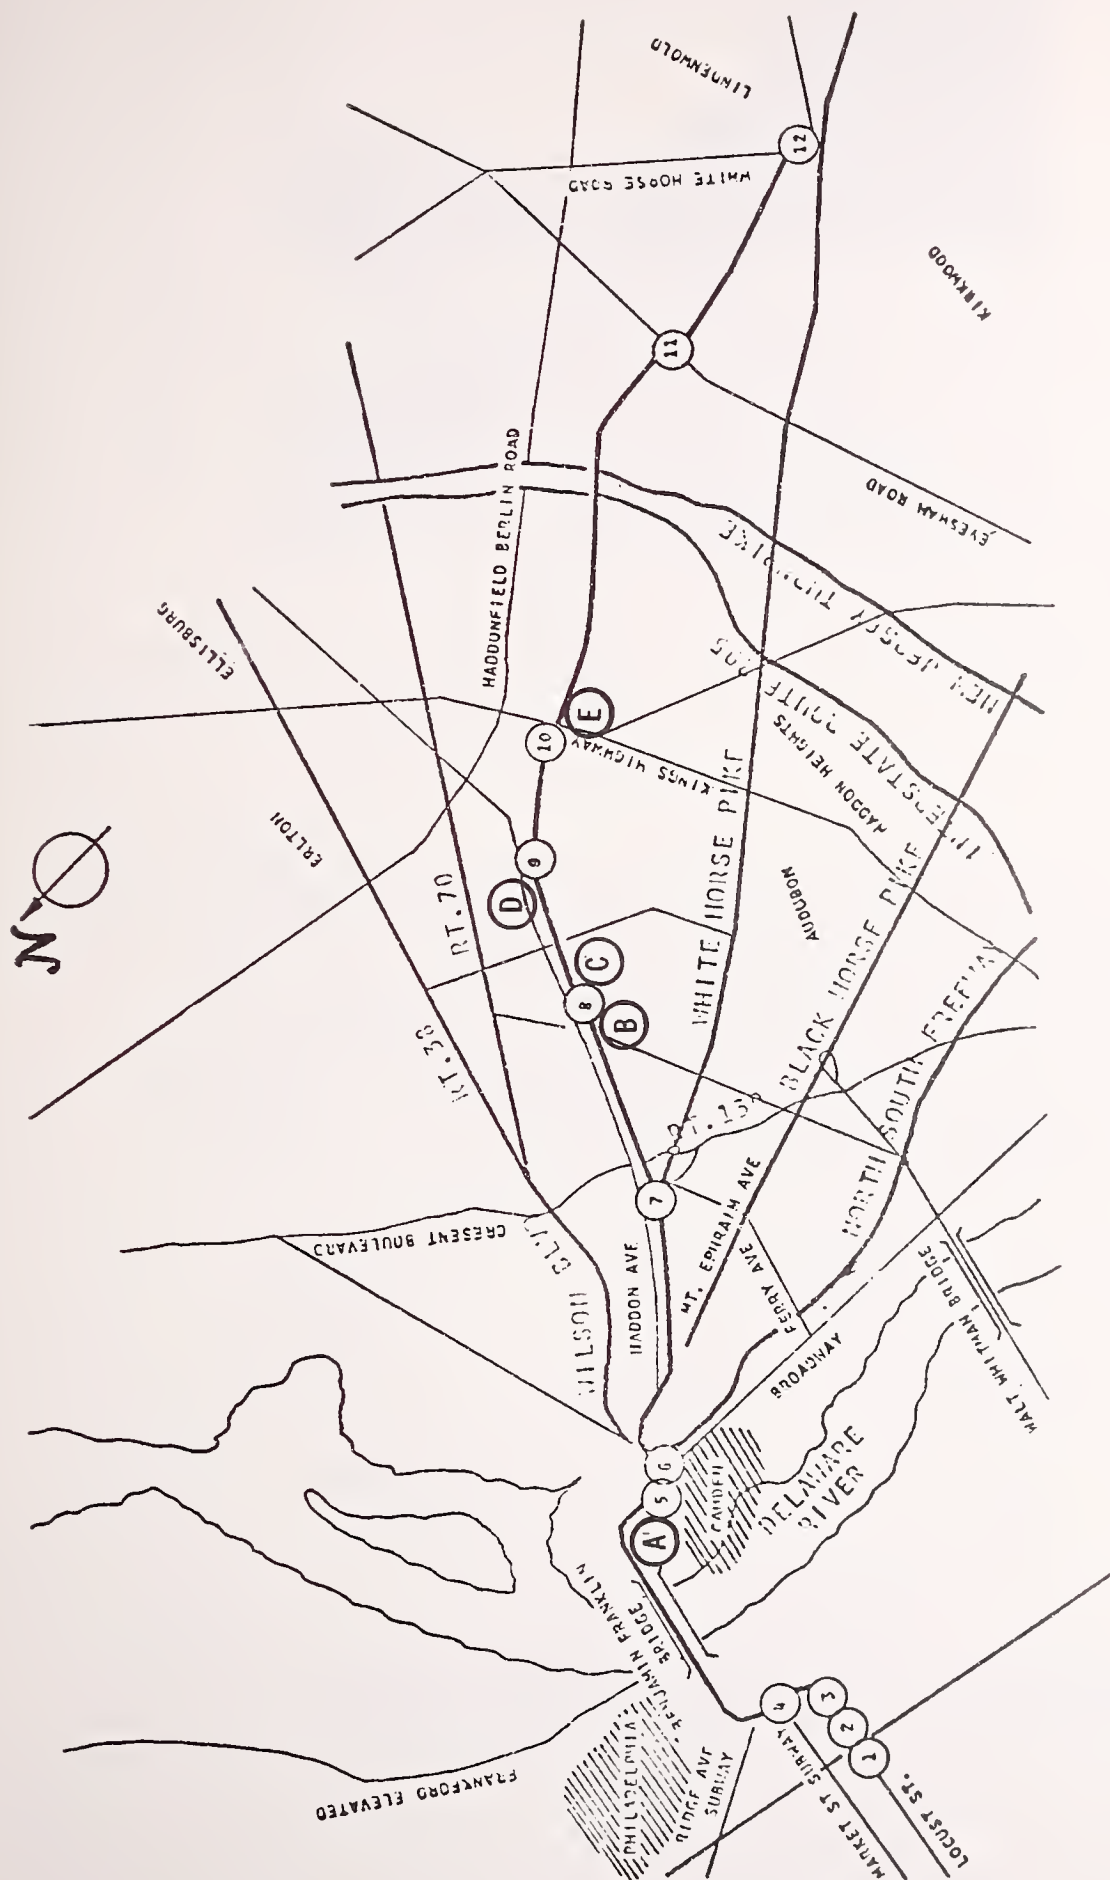 N
LINDENWOLD
12
WHITE HORSE ROAD
KIRKWOOD
11
HADDONFIELD BERLIN ROAD
EVESHAM ROAD
NEW JERSEY TURNPIKE
ELLISBURG
INTERSTATE ROUTE
HADDON HEIGHTS
E
10
KINGS HIGHWAY
WHITE HORSE PIKE
ERLTON
9
D
RT.70
AUDUBON
C
8
B
RT.38
BLACK HORSE PIKE
NORTH SOUTH FREEWAY
7
CRESENT BOULEVARD
WILSON BLVD
HADDON AVE
MT. EPHRAIM AVE
FERRY AVE
BROADWAY
WALT WHITMAN BRIDGE
6
5
A
CAMDEN
DELAWARE
RIVER
BENJAMIN FRANKLIN
BRIDGE
FRANKFORD ELEVATED
PHILADELPHIA
RIDGE AVE
SUBWAY
4
3
2
1
MARKET ST SUBWAY
LOCUST ST.